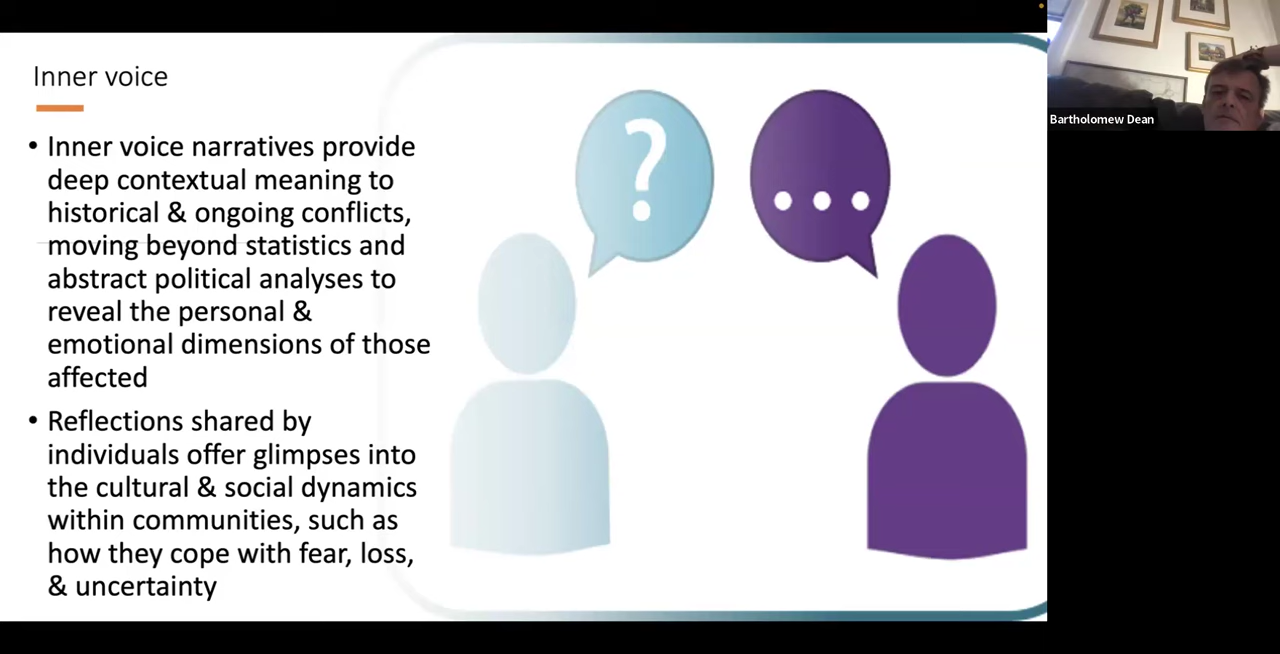 Inner voice
• Inner voice narratives provide
deep contextual meaning to
historical & ongoing conflicts,
moving beyond statistics and
abstract political analyses to
reveal the personal &
emotional dimensions of those
affected
• Reflections shared by
individuals offer glimpses into
the cultural & social dynamics
within communities, such as
how they cope with fear, loss,
& uncertainty
?
...
Bartholomew Dean